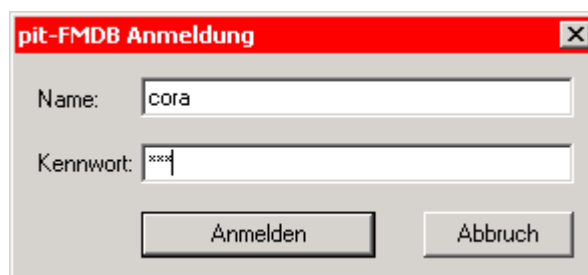 pit-FMDB Anmeldung
Name: cora
Kennwort: ***
Anmelden Abbruch